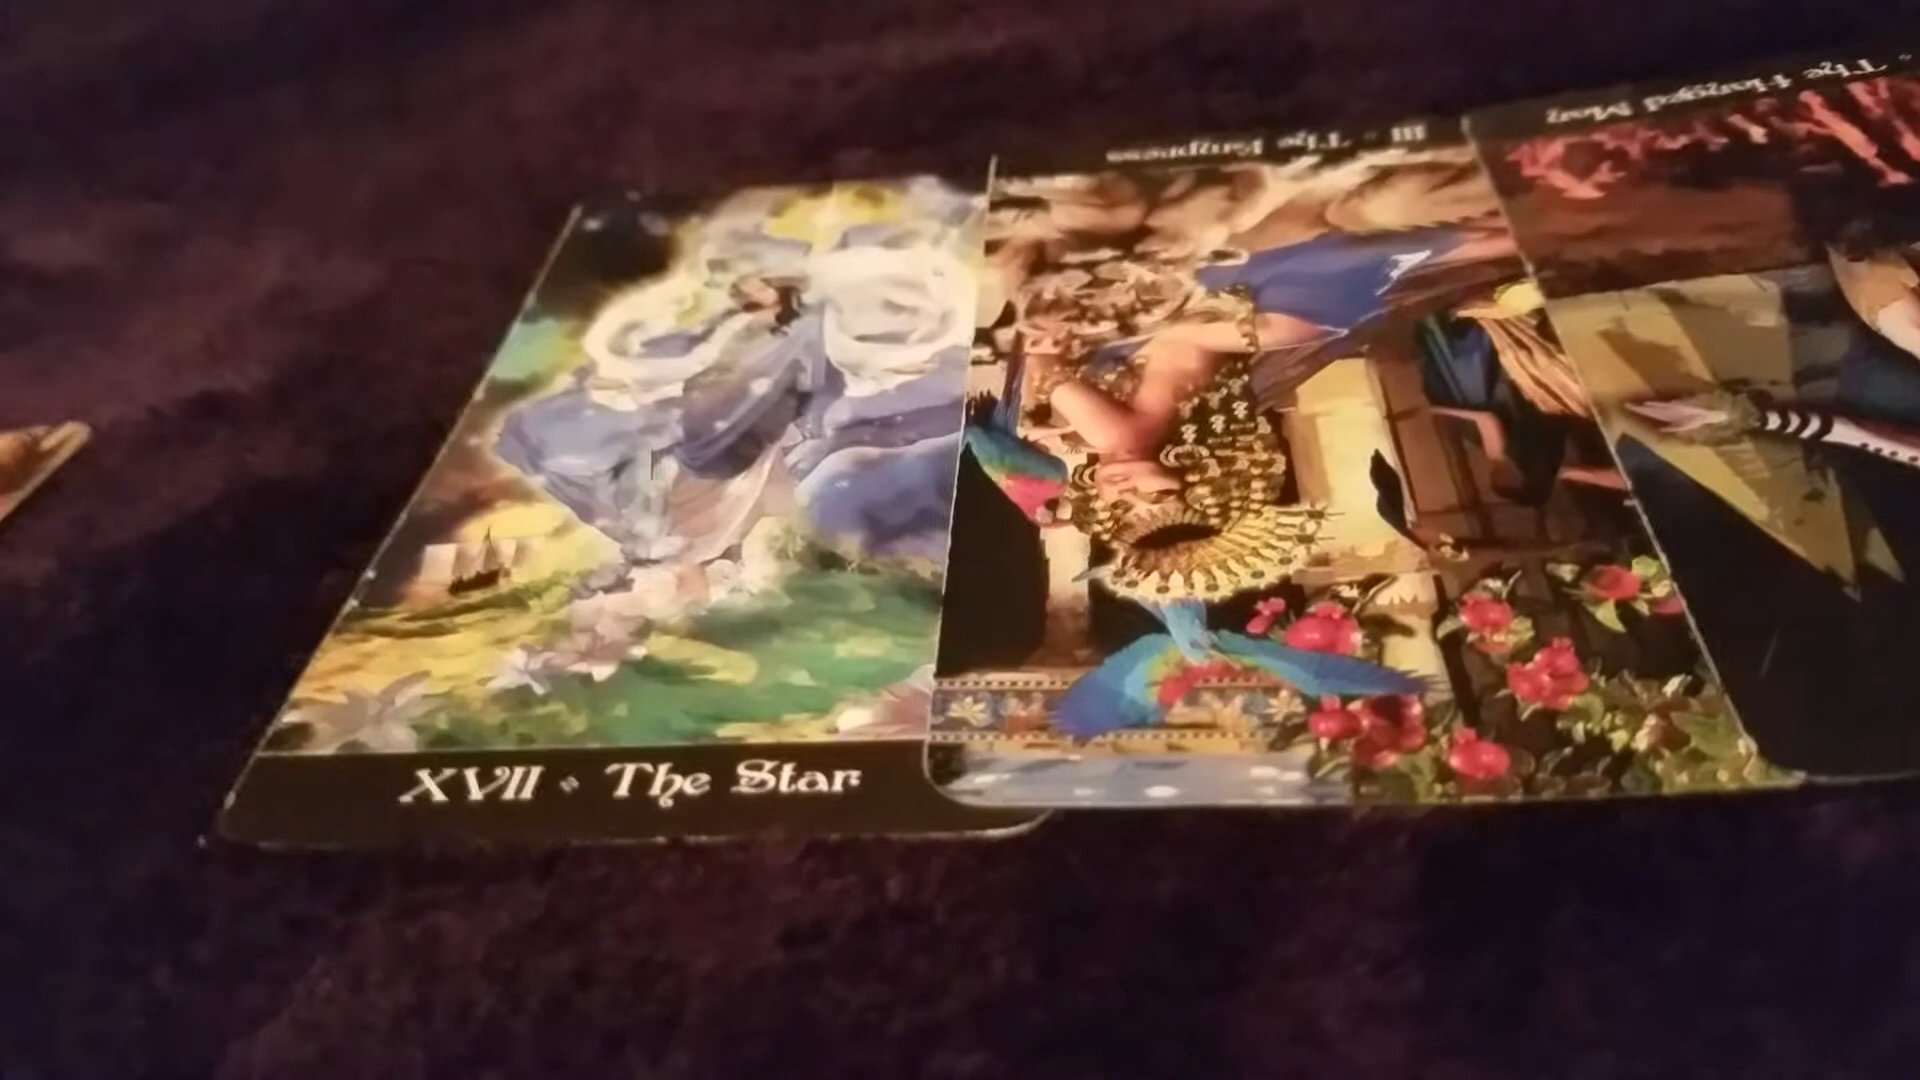 XVII • The Star
III • The Empress
• The Hanged Man